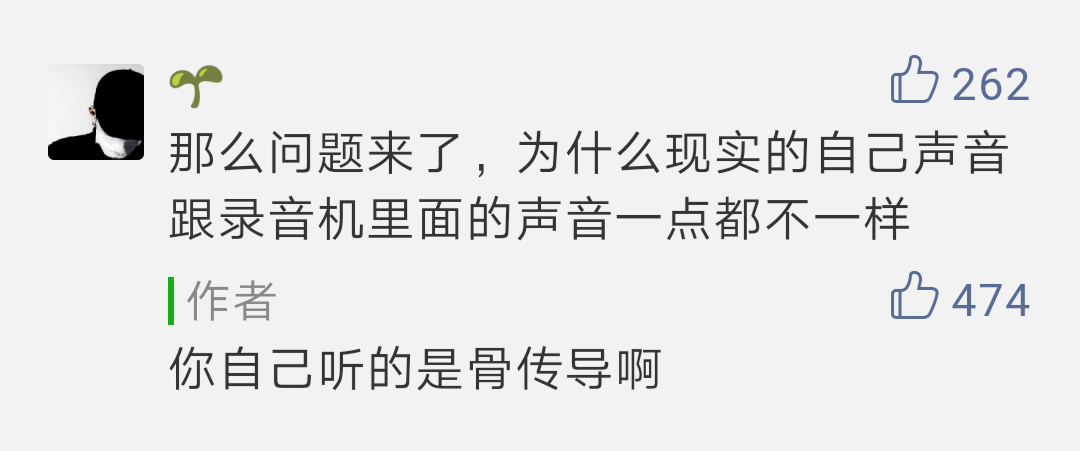 🌱 262
那么问题来了，为什么现实的自己声音
跟录音机里面的声音一点都不一样
作者 474
你自己听的是骨传导啊